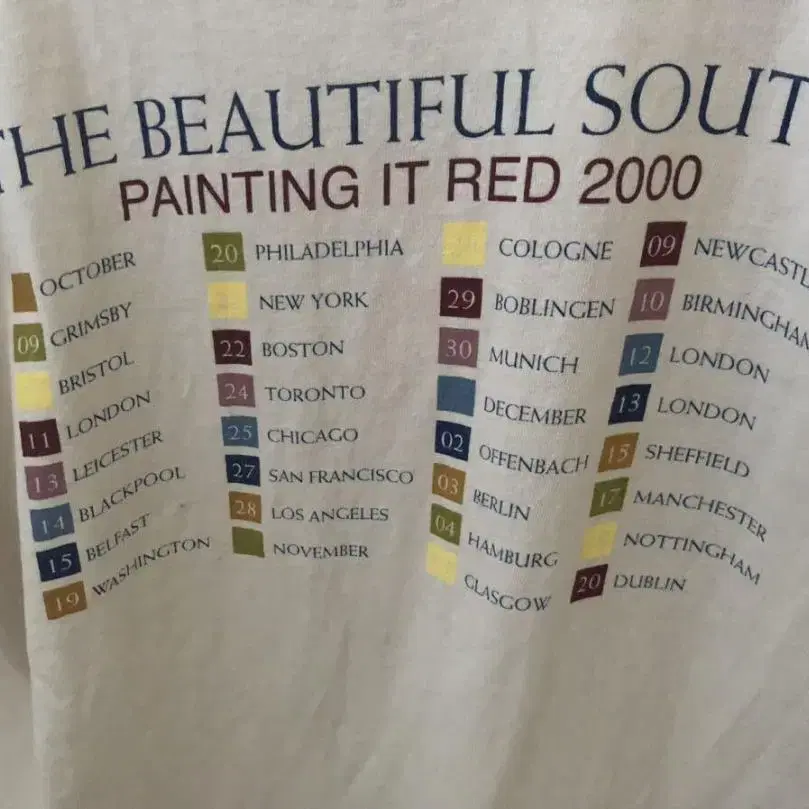 THE BEAUTIFUL SOUT
PAINTING IT RED 2000
OCTOBER
09 GRIMSBY
BRISTOL
11 LONDON
13 LEICESTER
14 BLACKPOOL
15 BELFAST
19 WASHINGTON
20 PHILADELPHIA
NEW YORK
22 BOSTON
24 TORONTO
25 CHICAGO
27 SAN FRANCISCO
28 LOS ANGELES
NOVEMBER
COLOGNE
29 BOBLINGEN
30 MUNICH
DECEMBER
02 OFFENBACH
03 BERLIN
04 HAMBURG
GLASGOW
09 NEWCASTL
10 BIRMINGHAM
12 LONDON
13 LONDON
15 SHEFFIELD
17 MANCHESTER
NOTTINGHAM
20 DUBLIN